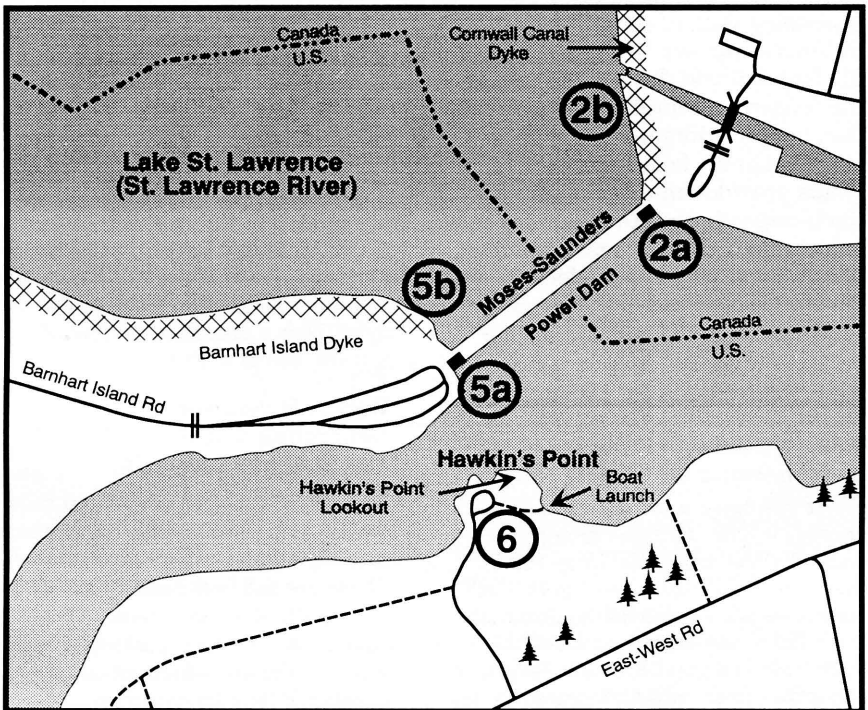 Canada
U.S.
Cornwall Canal
Dyke
2b
Lake St. Lawrence
(St. Lawrence River)
2a
5b
Moses-Saunders
Power Dam
Canada
U.S.
Barnhart Island Dyke
Barnhart Island Rd
5a
Hawkin's Point
Hawkin's Point
Lookout
Boat
Launch
6
East-West Rd